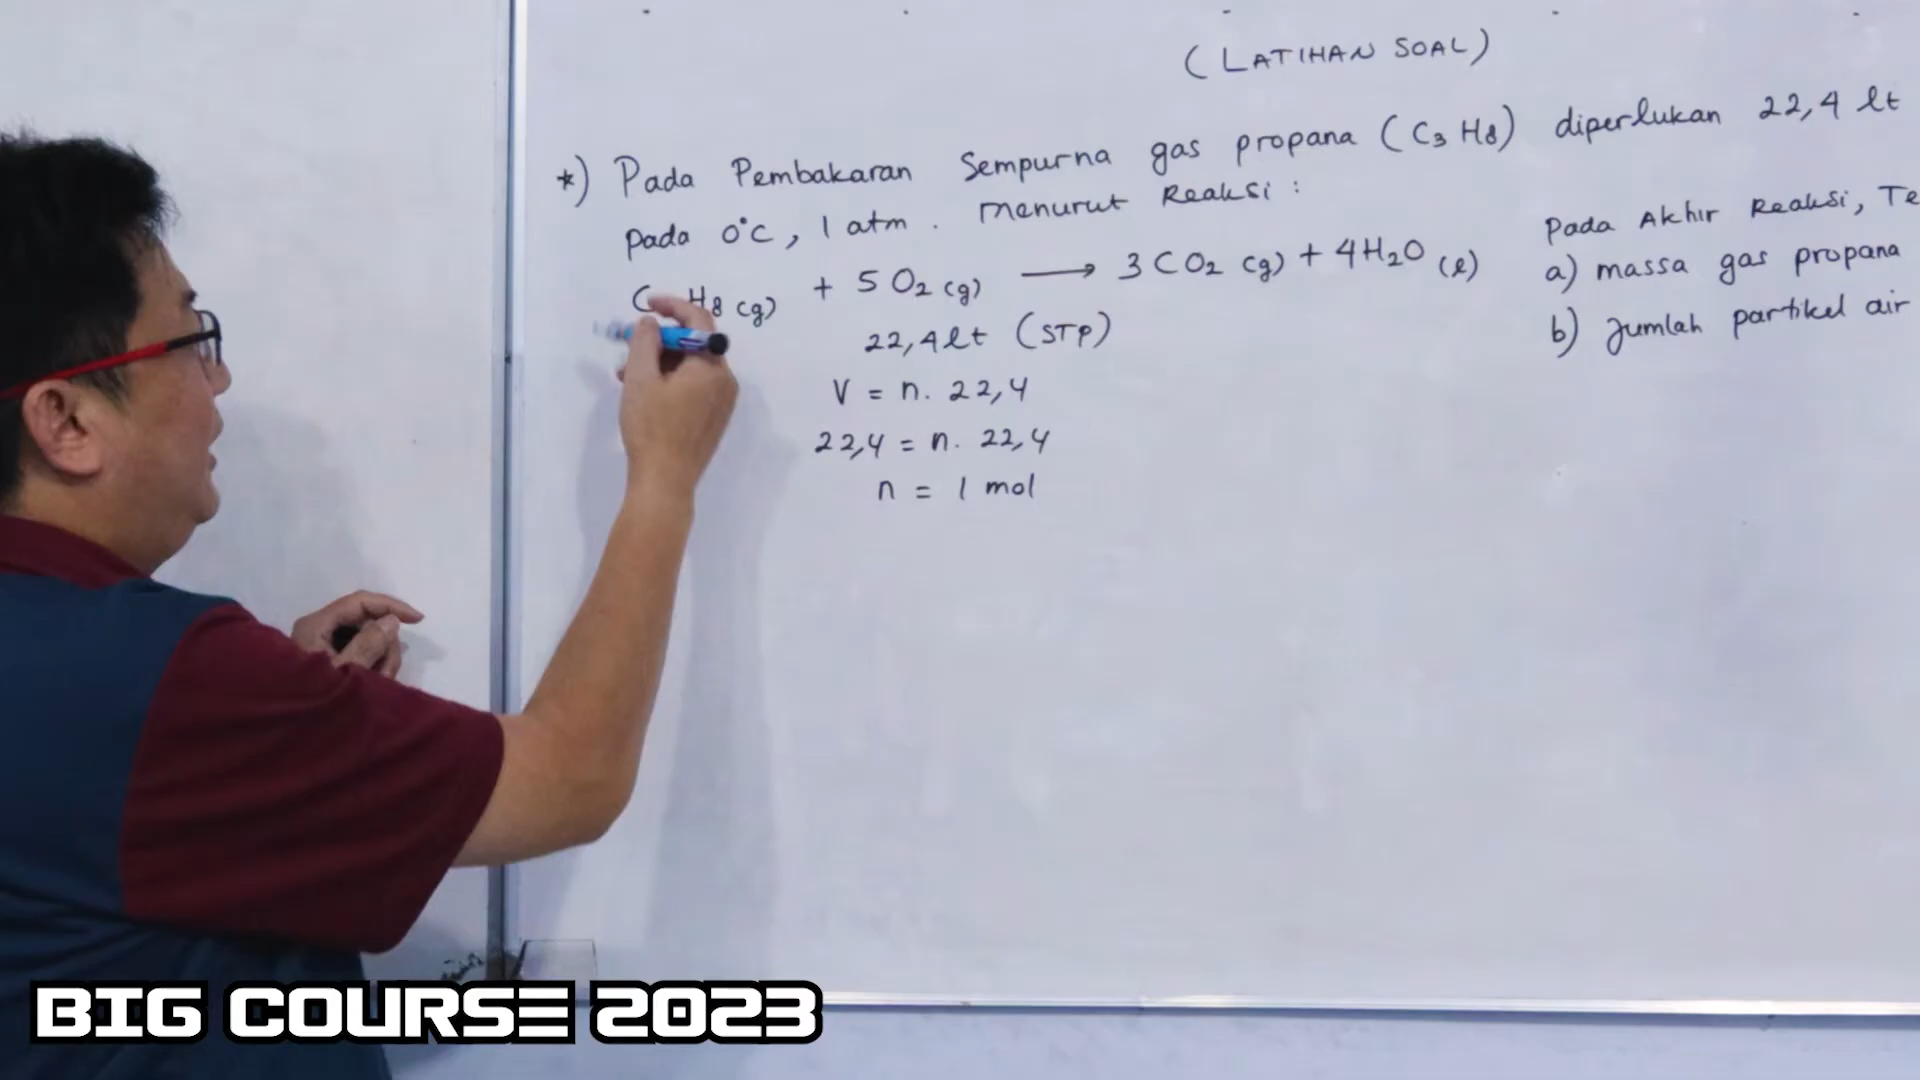 (LATIHAN SOAL)
*) Pada Pembakaran Sempurna gas propana (C3H8) diperlukan 22,4 lt
pada 0°C, 1 atm. Menurut Reaksi:
C H8 (g) + 5 O2 (g) → 3 CO2 (g) + 4H2O (l)
22,4 lt (STP)
V = n. 22,4
22,4 = n. 22,4
n = 1 mol
Pada Akhir Reaksi, Te
a) massa gas propana
b) Jumlah partikel air
BIG COURSE 2023